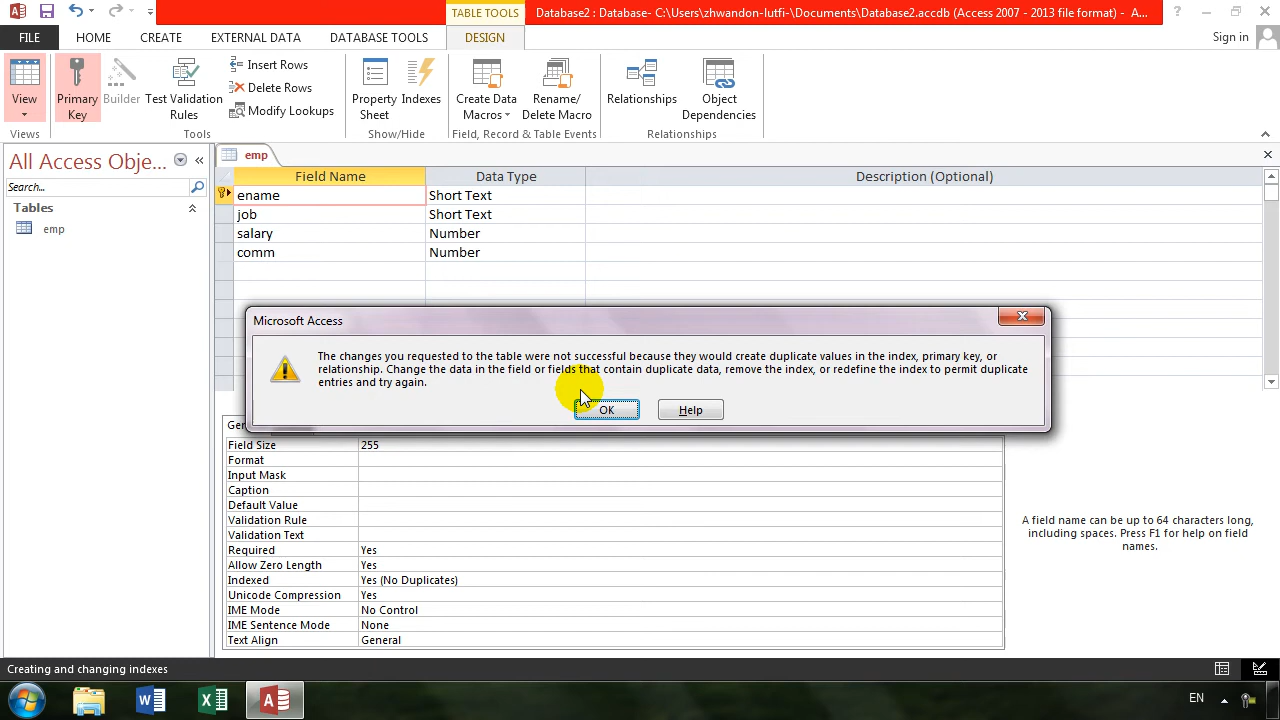 TABLE TOOLS
Database2 : Database- C:\Users\zhwandon-lutfi-\Documents\Database2.accdb (Access 2007 - 2013 file format) - A...
FILE
HOME
CREATE
EXTERNAL DATA
DATABASE TOOLS
DESIGN
Sign in
View
Primary Key
Builder
Test Validation Rules
Insert Rows
Delete Rows
Modify Lookups
Property Sheet
Indexes
Create Data Macros
Rename/ Delete Macro
Relationships
Object Dependencies
Views
Tools
Show/Hide
Field, Record & Table Events
Relationships
All Access Obje...
Search...
Tables
emp
emp
Field Name
Data Type
Description (Optional)
ename
Short Text
job
Short Text
salary
Number
comm
Number
Microsoft Access
The changes you requested to the table were not successful because they would create duplicate values in the index, primary key, or
relationship. Change the data in the field or fields that contain duplicate data, remove the index, or redefine the index to permit duplicate
entries and try again.
OK
Help
Field Size
255
Format
Input Mask
Caption
Default Value
Validation Rule
Validation Text
Required
Yes
Allow Zero Length
Yes
Indexed
Yes (No Duplicates)
Unicode Compression
Yes
IME Mode
No Control
IME Sentence Mode
None
Text Align
General
A field name can be up to 64 characters long,
including spaces. Press F1 for help on field
names.
Creating and changing indexes
EN